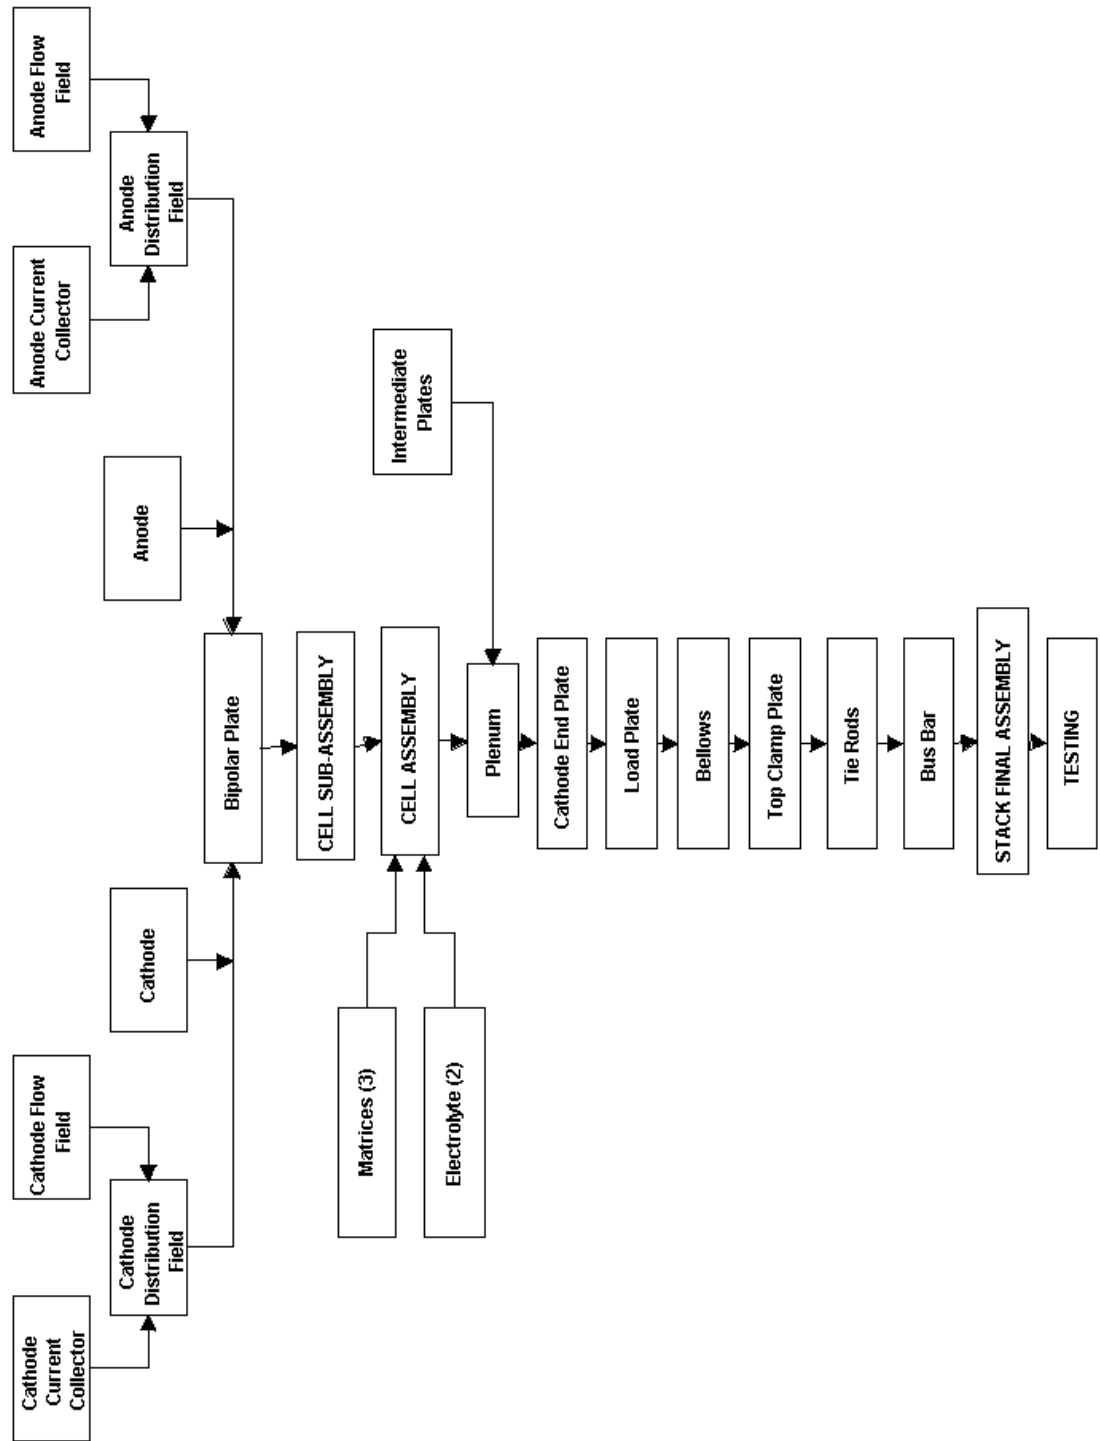 Cathode
Current
Collector
Cathode Flow
Field
Anode Current
Collector
Anode Flow
Field
Cathode
Distribution
Field
Cathode
Anode
Anode
Distribution
Field
Bipolar Plate
CELL SUB-ASSEMBLY
Matrices (3)
CELL ASSEMBLY
Intermediate
Plates
Electrolyte (2)
Plenum
Cathode End Plate
Load Plate
Bellows
Top Clamp Plate
Tie Rods
Bus Bar
STACK FINAL ASSEMBLY
TESTING